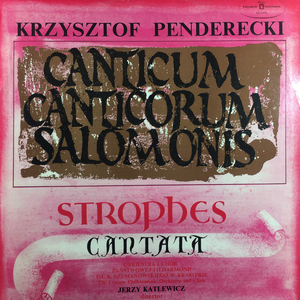 KRZYSZTOF PENDERECKI
CANTICUM
CANTICORUM
SALOMONIS
STROPHES
CANTATA
JERZY KATLEWICZ